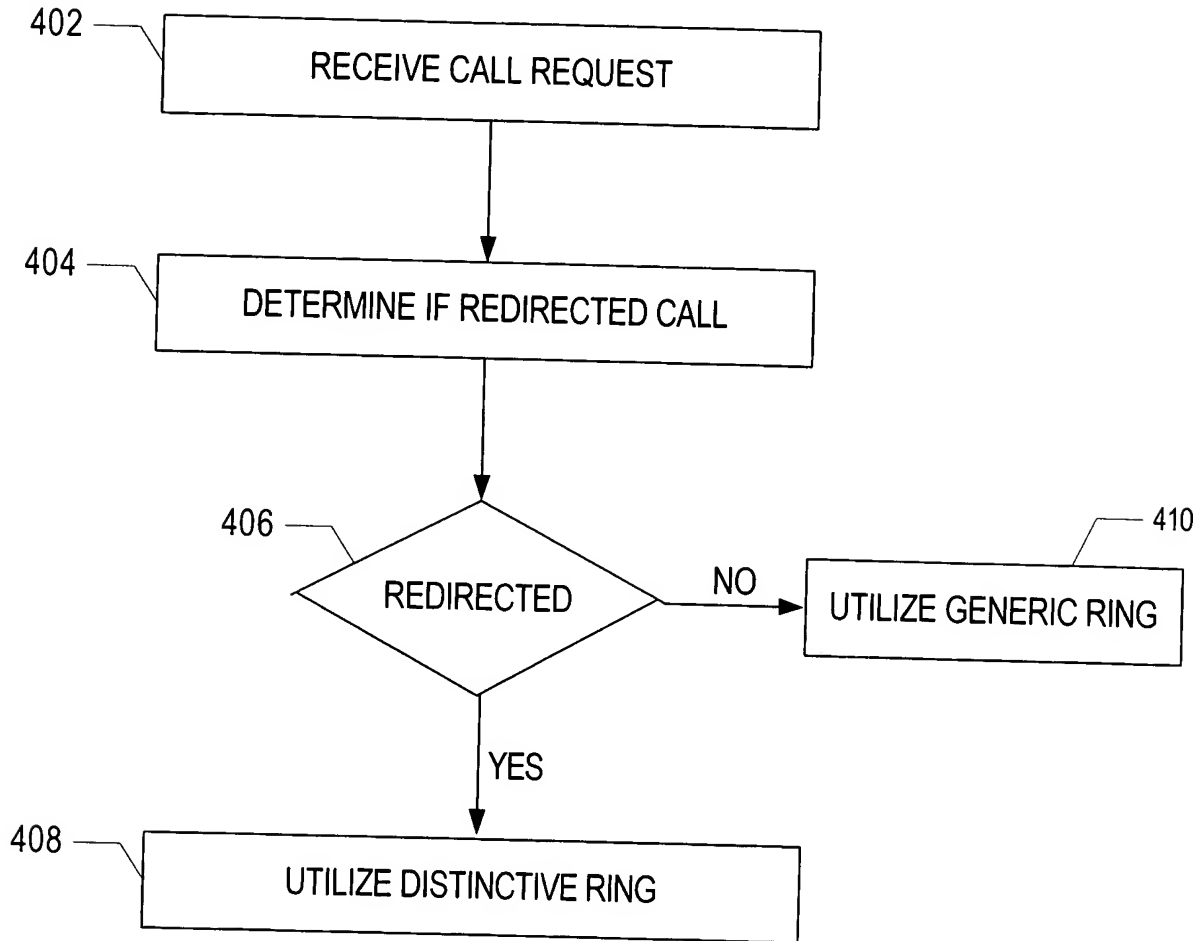 402
RECEIVE CALL REQUEST
404
DETERMINE IF REDIRECTED CALL
406
REDIRECTED
NO
410
UTILIZE GENERIC RING
YES
408
UTILIZE DISTINCTIVE RING